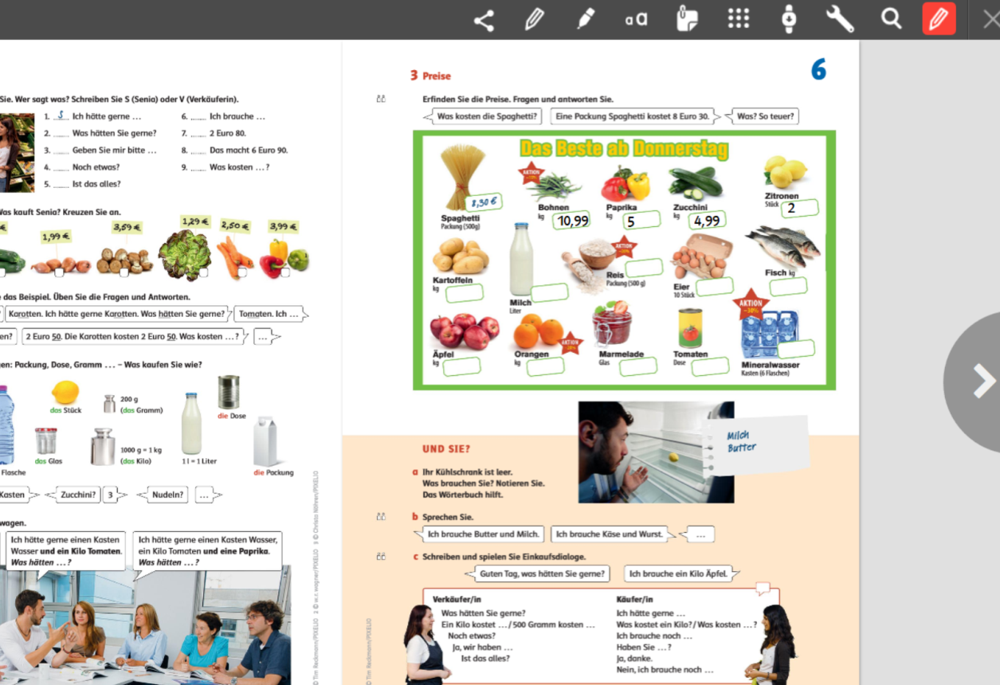 aA
Sie. Wer sagt was? Schreiben Sie S (Senia) oder V (Verkäuferin).
1. S Ich hätte gerne ...
2. Was hätten Sie gerne?
3. Geben Sie mir bitte ...
4. Noch etwas?
5. Ist das alles?
6. Ich brauche ...
7. 2 Euro 80.
8. Das macht 6 Euro 90.
9. Was kosten ...?
Was kauft Senia? Kreuzen Sie an.
€
1,99 €
3,59 €
1,29 €
2,50 €
3,99 €
das Beispiel. Üben Sie die Fragen und Antworten.
Karotten. Ich hätte gerne Karotten. Was hätten Sie gerne?
Tomaten. Ich ...
en?
2 Euro 50. Die Karotten kosten 2 Euro 50. Was kosten ...?
...
en: Packung, Dose, Gramm ... – Was kaufen Sie wie?
das Stück
200 g
(das Gramm)
die Dose
das Glas
1000 g = 1 kg
(das Kilo)
1 l = 1 Liter
Flasche
die Packung
Kasten
Zucchini?
3
Nudeln?
...
wagen.
Ich hätte gerne einen Kasten
Wasser und ein Kilo Tomaten.
Was hätten ...?
Ich hätte gerne einen Kasten Wasser,
ein Kilo Tomaten und eine Paprika.
Was hätten ...?
6
3 Preise
Erfinden Sie die Preise. Fragen und antworten Sie.
Was kosten die Spaghetti?
Eine Packung Spaghetti kostet 8 Euro 30.
Was? So teuer?
Das Beste ab Donnerstag
8,30 €
Spaghetti
Packung (500g)
AKTION
Bohnen
kg
10,99
Paprika
kg
5
Zucchini
kg
4,99
Zitronen
Stück
2
Kartoffeln
kg
Milch
Liter
AKTION
Reis
Packung (500 g)
Eier
10 Stück
Fisch kg
Äpfel
kg
Orangen
kg
AKTION
Marmelade
Glas
Tomaten
Dose
AKTION
-30%
Mineralwasser
Kasten (6 Flaschen)
UND SIE?
a Ihr Kühlschrank ist leer.
Was brauchen Sie? Notieren Sie.
Das Wörterbuch hilft.
Milch
Butter
b Sprechen Sie.
Ich brauche Butter und Milch.
Ich brauche Käse und Wurst.
...
c Schreiben und spielen Sie Einkaufsdialoge.
Guten Tag, was hätten Sie gerne?
Ich brauche ein Kilo Äpfel.
Verkäufer/in
Was hätten Sie gerne?
Ein Kilo kostet .../500 Gramm kosten ...
Noch etwas?
Ja, wir haben ...
Ist das alles?
Käufer/in
Ich hätte gerne ...
Was kostet ein Kilo?/Was kosten ...?
Ich brauche noch ...
Haben Sie ...?
Ja, danke.
Nein, ich brauche noch ...